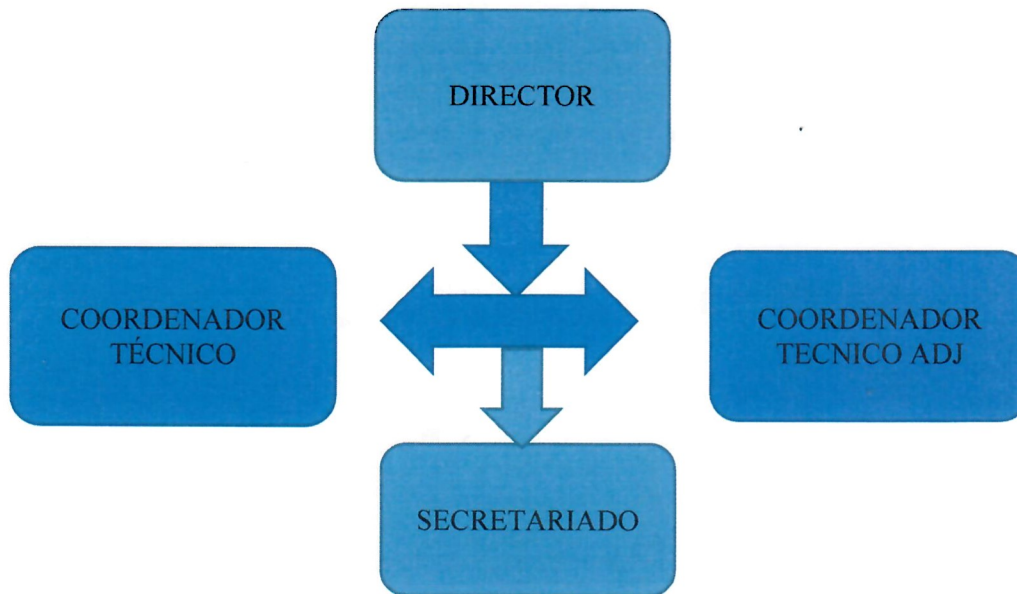 DIRECTOR
COORDENADOR
TÉCNICO
COORDENADOR
TECNICO ADJ
SECRETARIADO